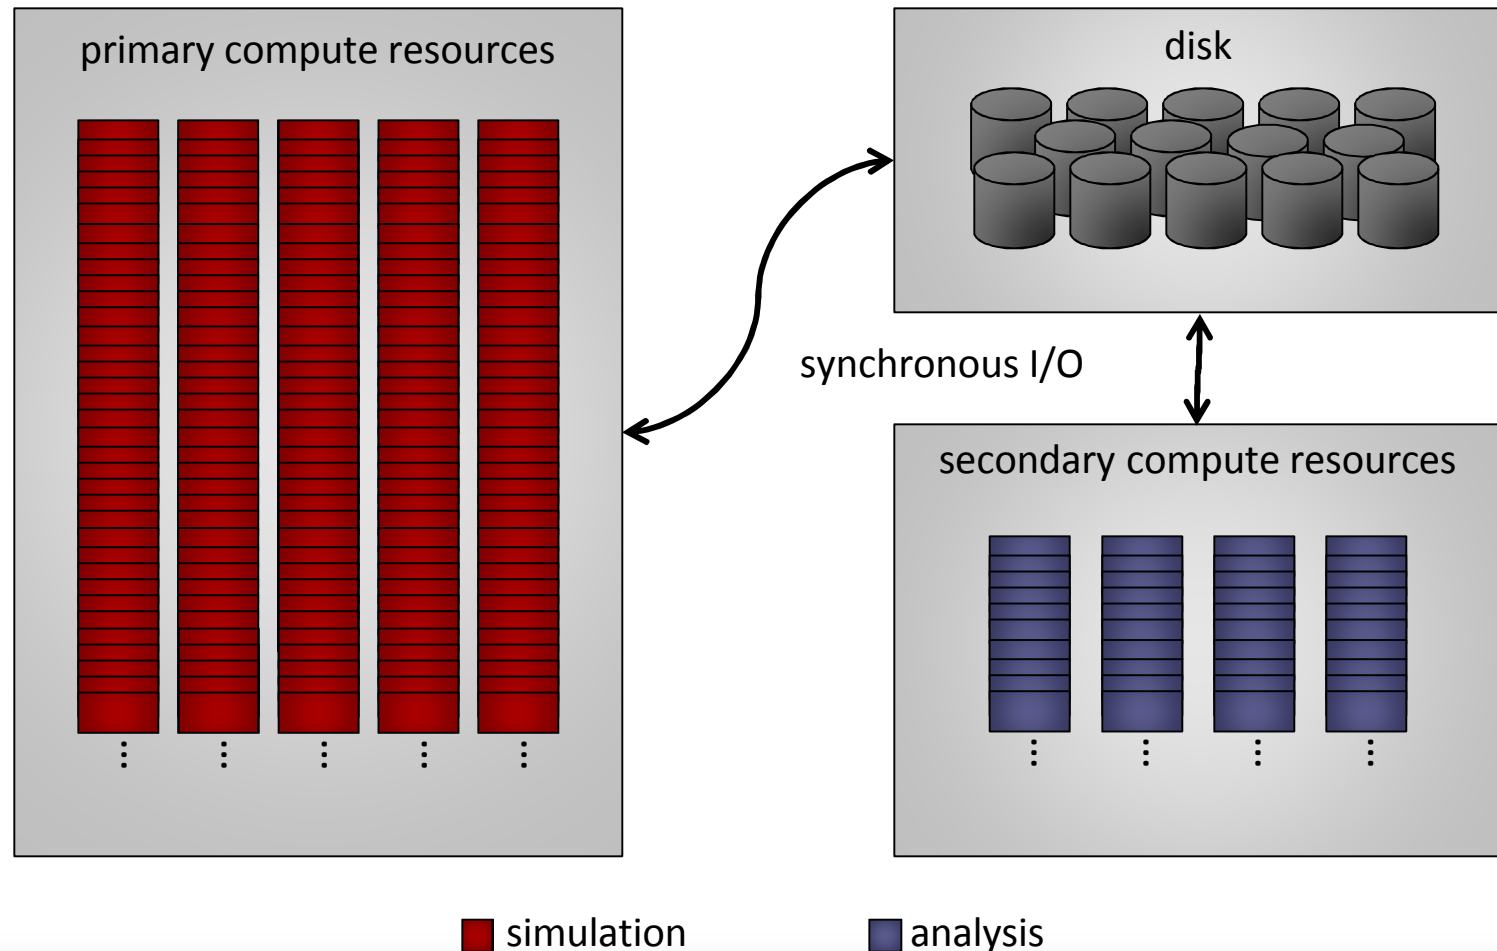 primary compute resources
disk
synchronous I/O
secondary compute resources
simulation
analysis